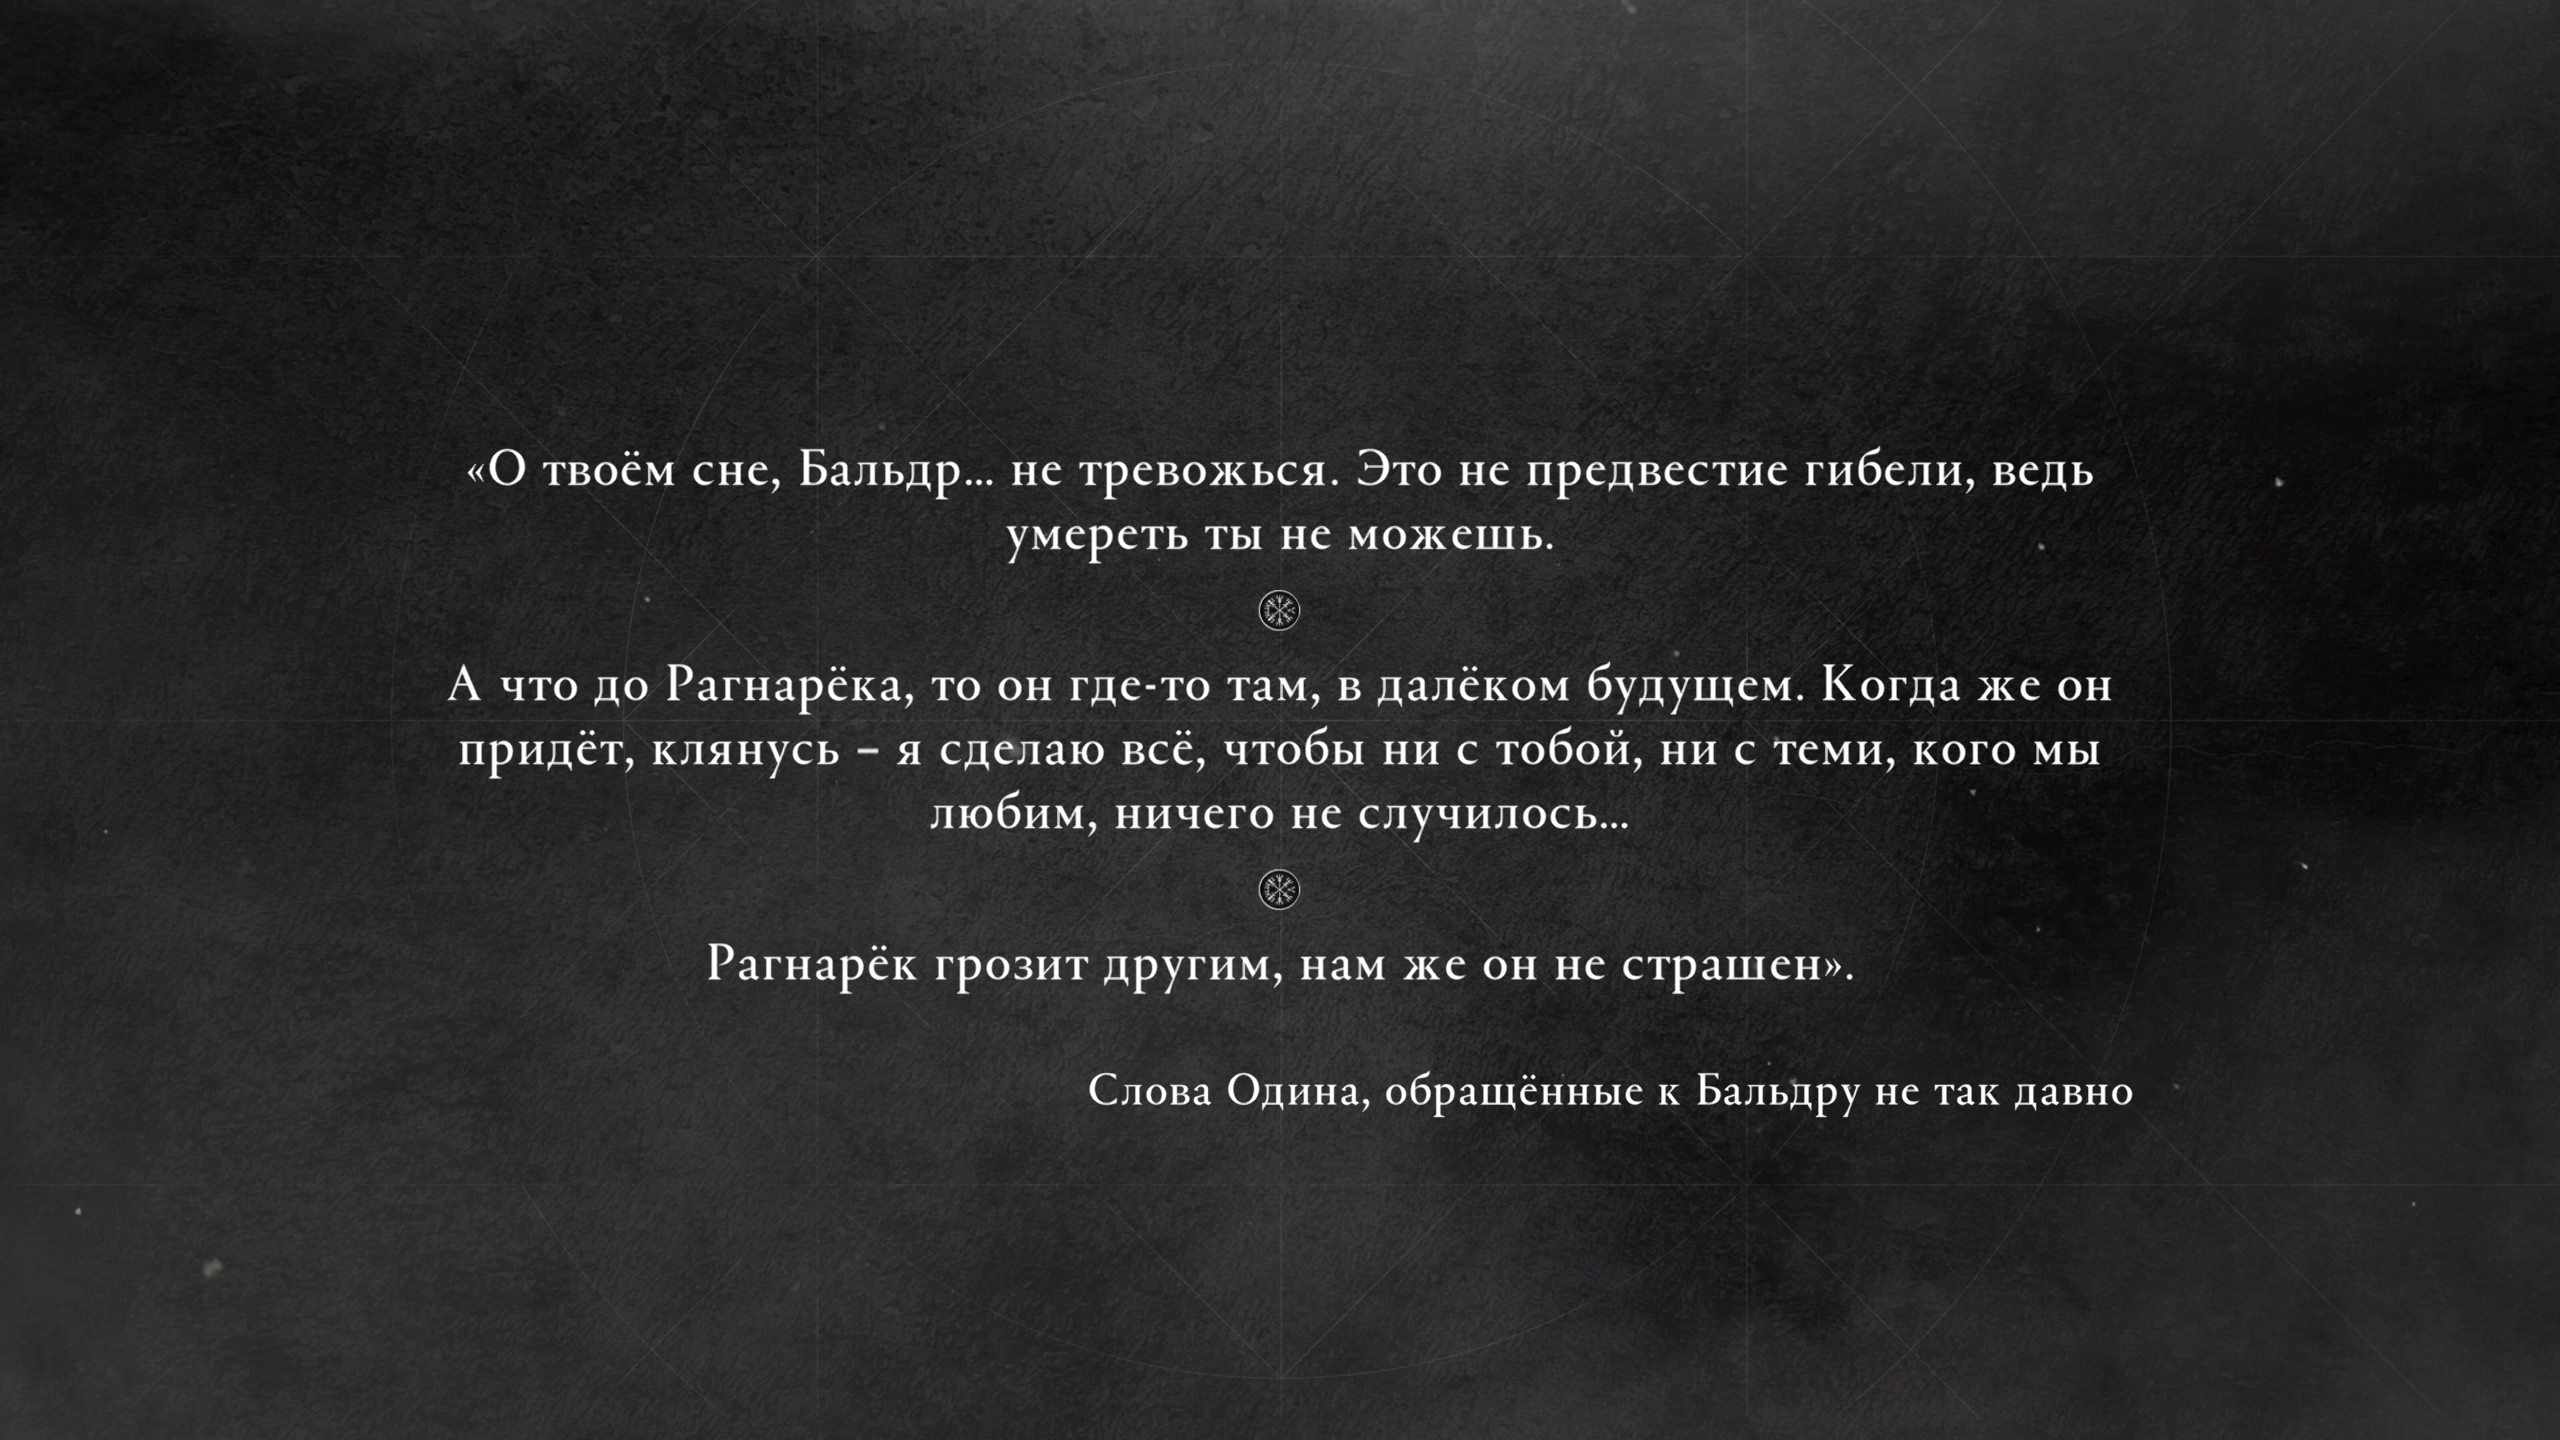 «О твоём сне, Бальдр... не тревожься. Это не предвестие гибели, ведь
умереть ты не можешь.
А что до Рагнарёка, то он где-то там, в далёком будущем. Когда же он
придёт, клянусь – я сделаю всё, чтобы ни с тобой, ни с теми, кого мы
любим, ничего не случилось...
Рагнарёк грозит другим, нам же он не страшен».
Слова Одина, обращённые к Бальдру не так давно